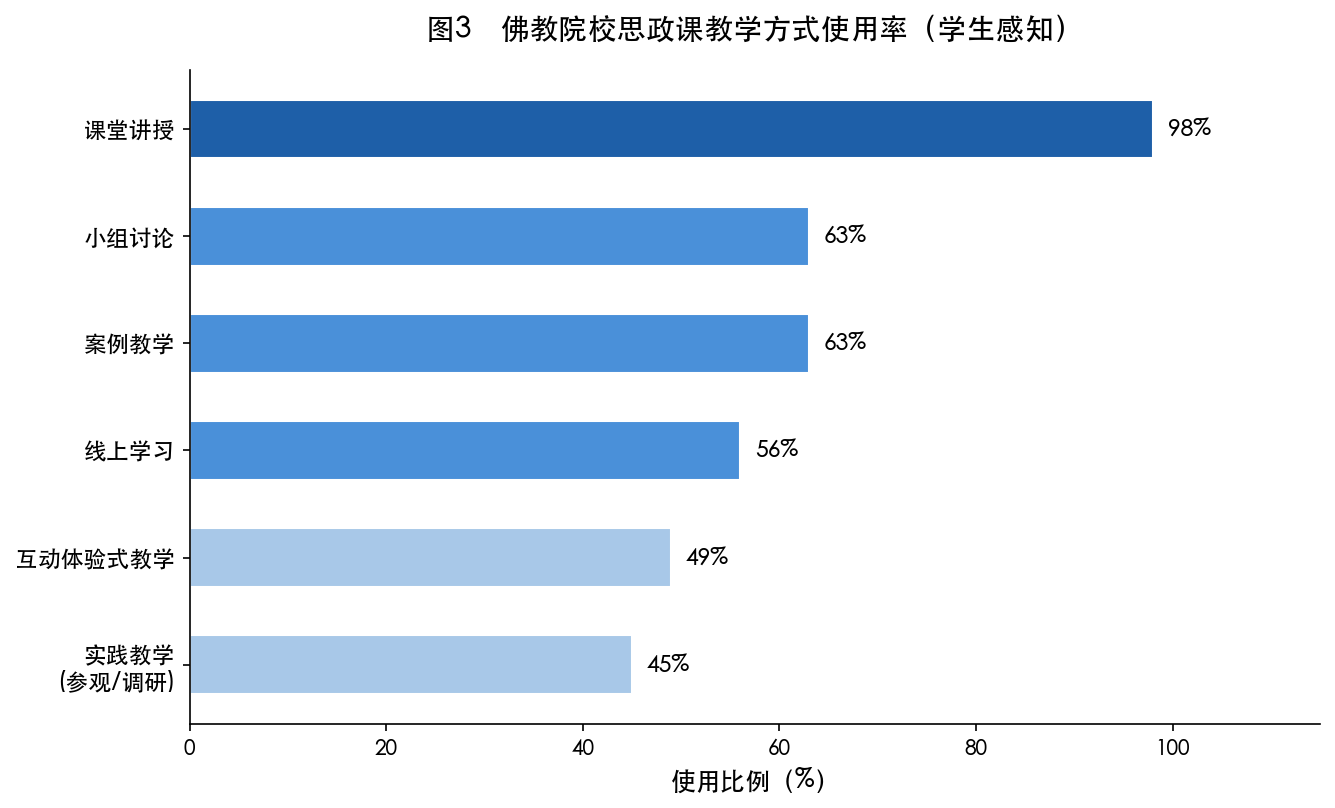 图3　佛教院校思政课教学方式使用率（学生感知）
课堂讲授
98%
小组讨论
63%
案例教学
63%
线上学习
56%
互动体验式教学
49%
实践教学
(参观/调研)
45%
0 20 40 60 80 100
使用比例（%）